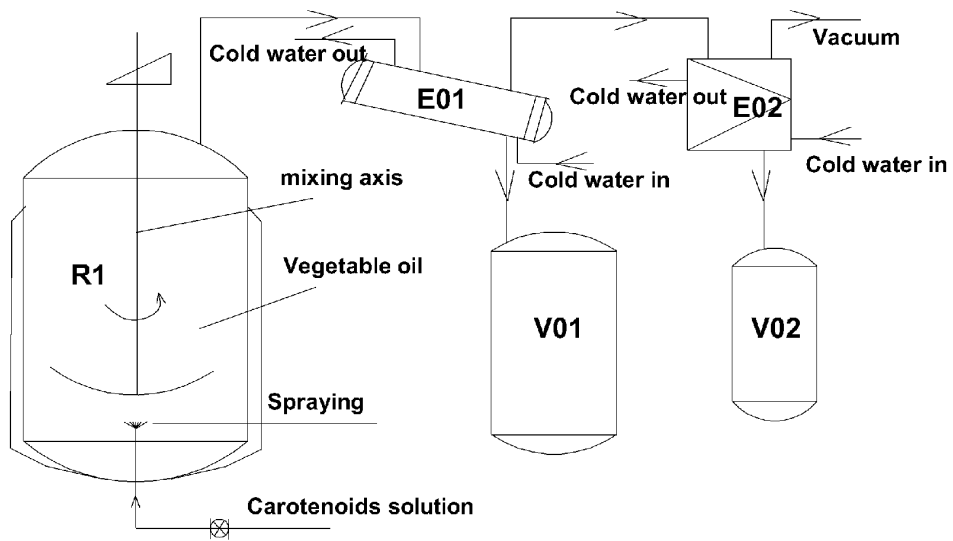 Vacuum
Cold water out
E01
Cold water out
E02
Cold water in
Cold water in
mixing axis
R1
Vegetable oil
V01
V02
Spraying
Carotenoids solution